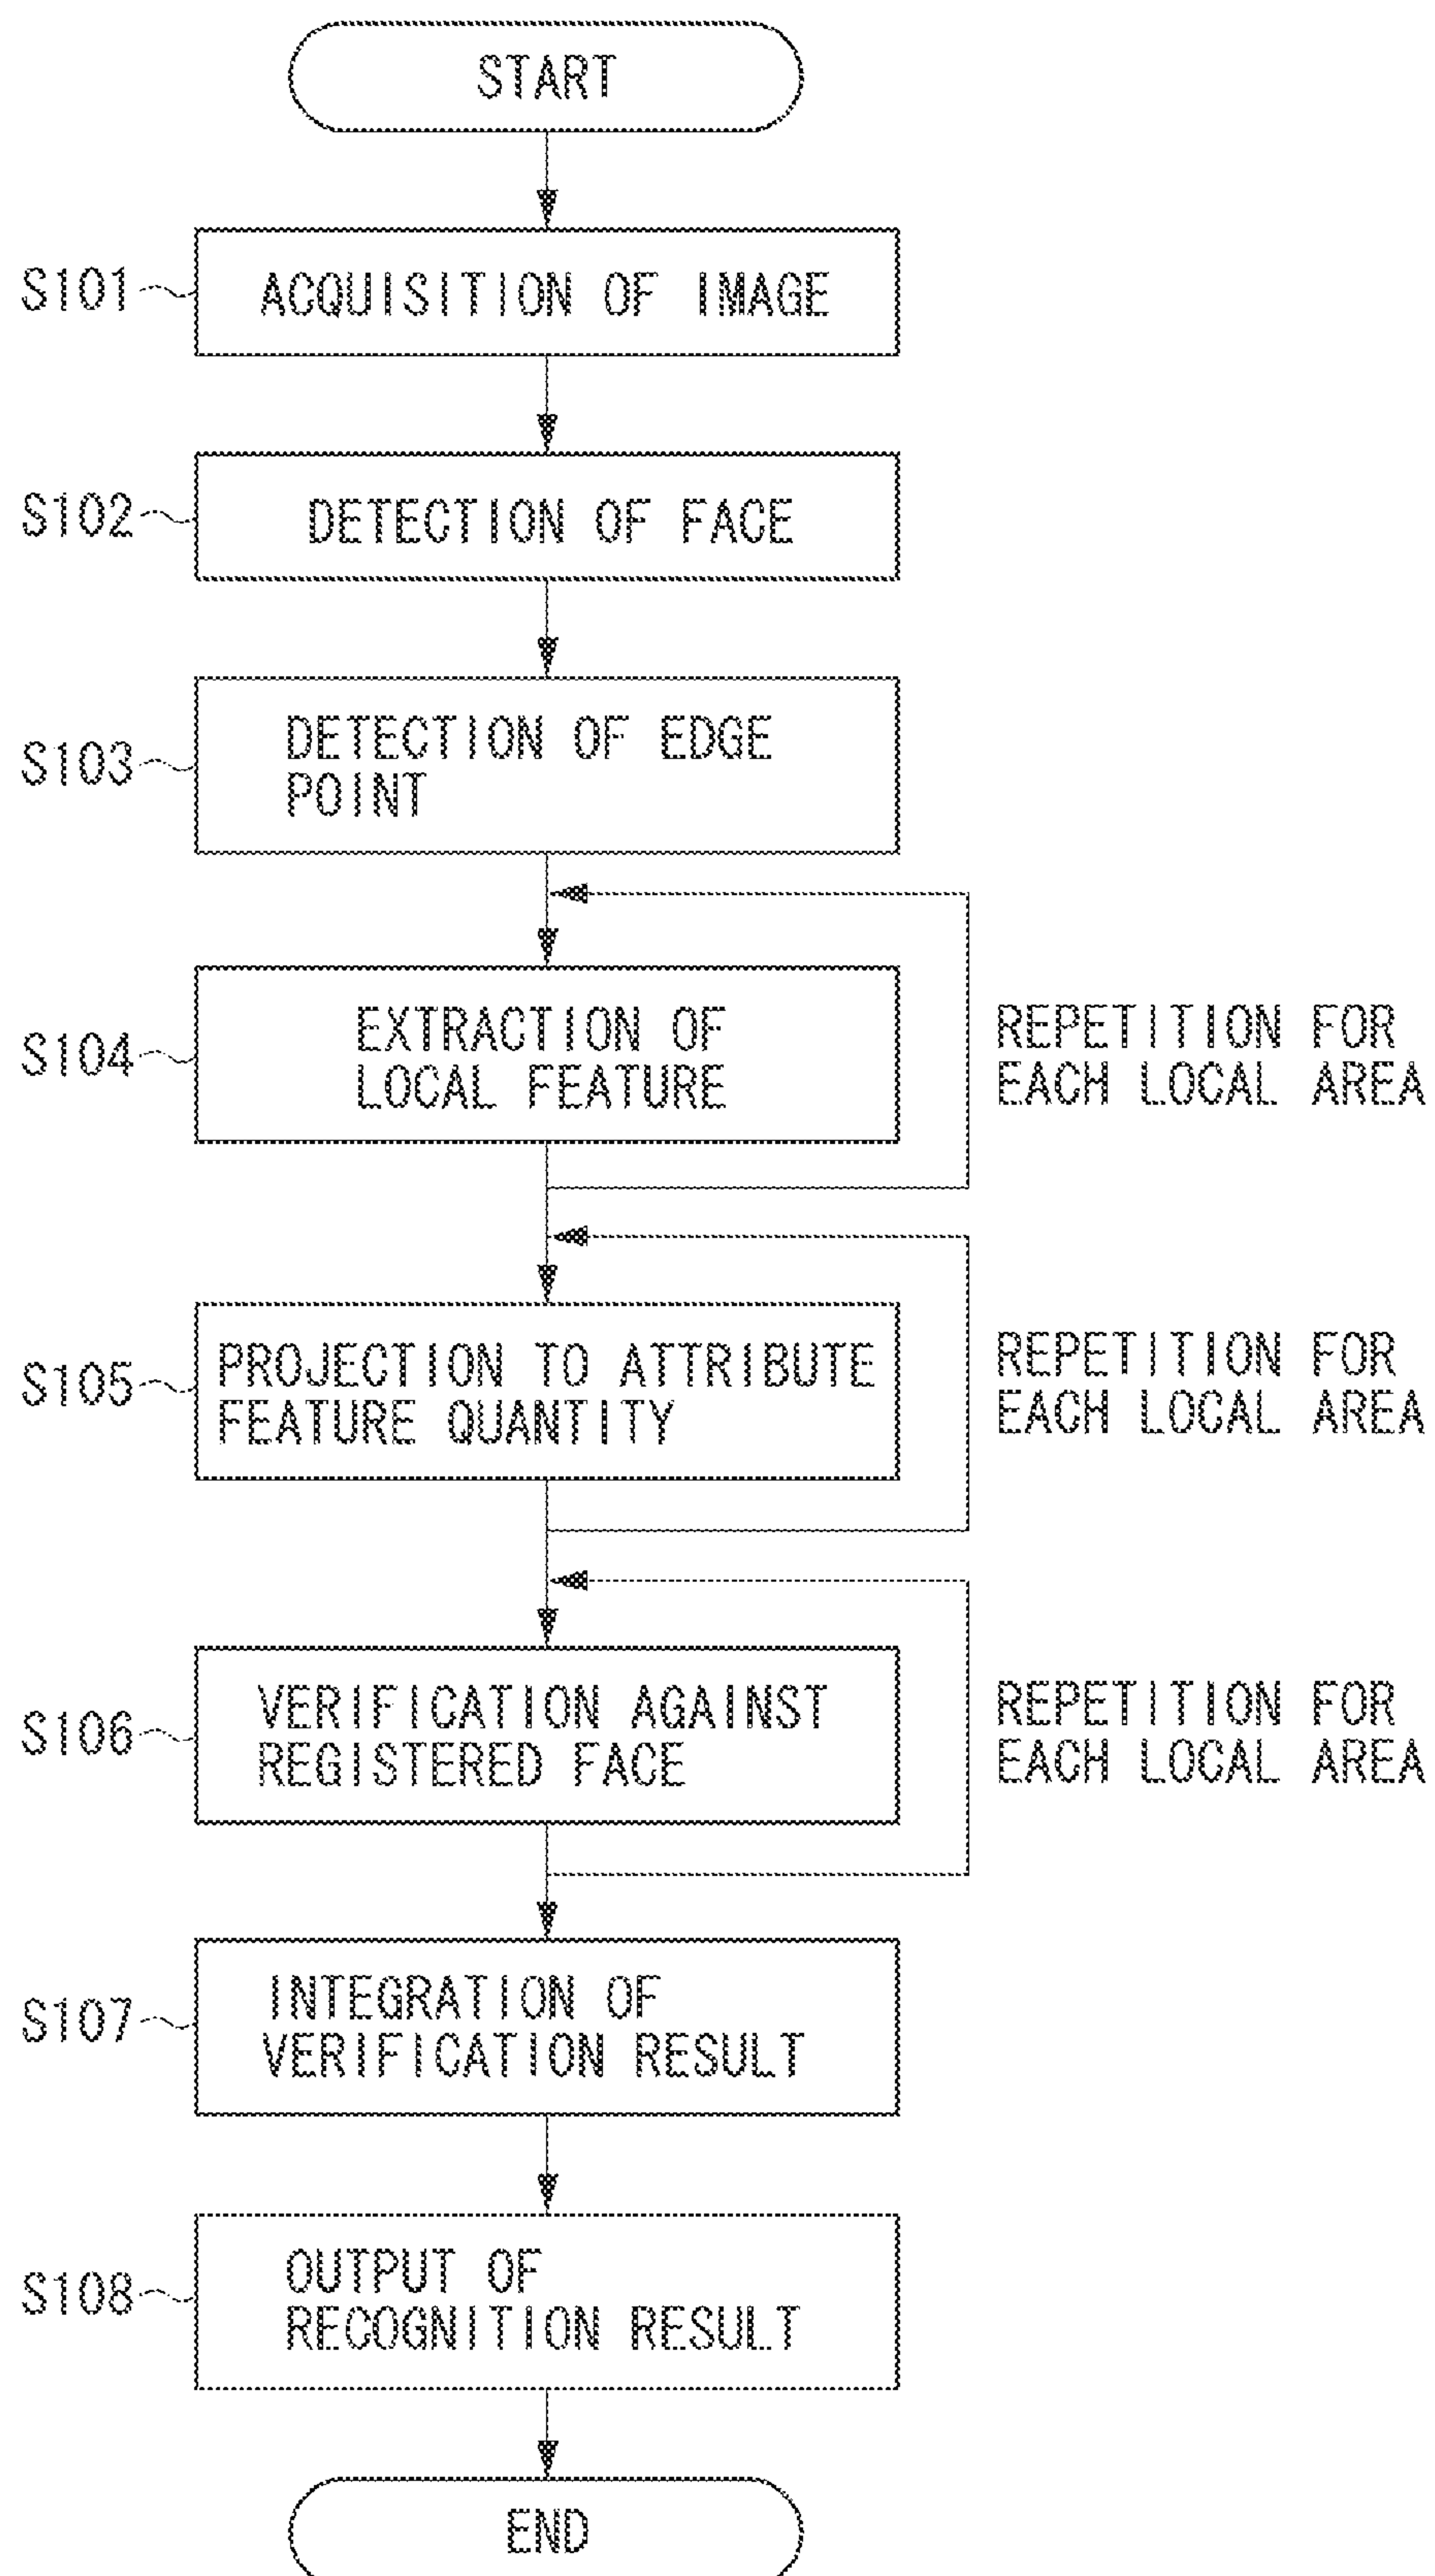 START
S101
ACQUISITION OF IMAGE
S102
DETECTION OF FACE
S103
DETECTION OF EDGE
POINT
S104
EXTRACTION OF
LOCAL FEATURE
REPETITION FOR
EACH LOCAL AREA
S105
PROJECTION TO ATTRIBUTE
FEATURE QUANTITY
REPETITION FOR
EACH LOCAL AREA
S106
VERIFICATION AGAINST
REGISTERED FACE
REPETITION FOR
EACH LOCAL AREA
S107
INTEGRATION OF
VERIFICATION RESULT
S108
OUTPUT OF
RECOGNITION RESULT
END